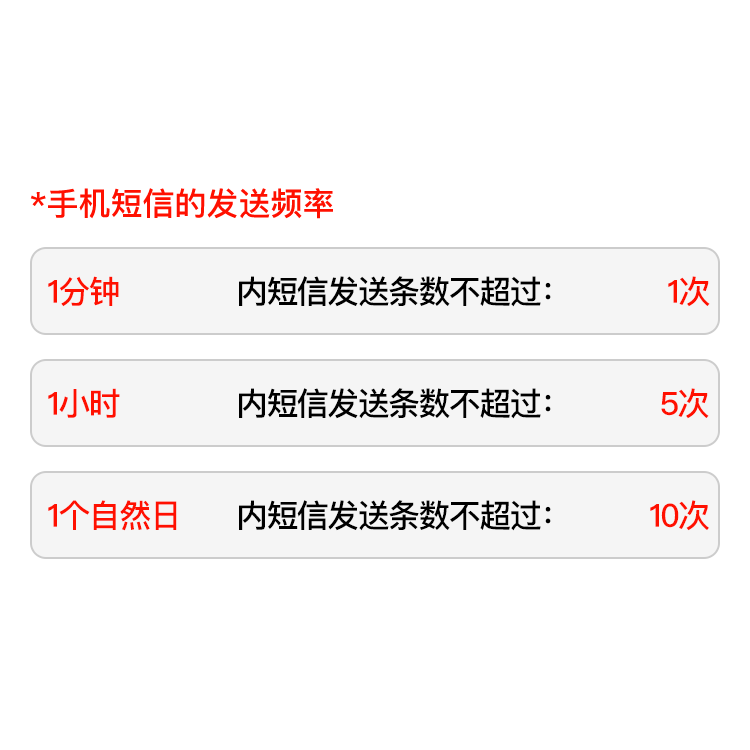 *手机短信的发送频率
1分钟 内短信发送条数不超过： 1次
1小时 内短信发送条数不超过： 5次
1个自然日 内短信发送条数不超过： 10次